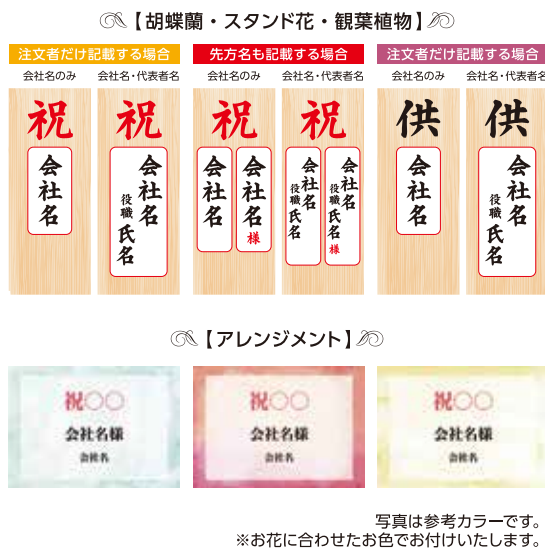 【胡蝶蘭・スタンド花・観葉植物】
注文者だけ記載する場合
会社名のみ
会社名・代表者名
祝
会社名
祝
会社名
役職 氏名
先方名も記載する場合
会社名のみ
会社名・代表者名
祝
会社名様
会社名
祝
会社名
役職 氏名 様
会社名
役職 氏名
注文者だけ記載する場合
会社名のみ
会社名・代表者名
供
会社名
供
会社名
役職 氏名
【アレンジメント】
祝〇〇
会社名様
会社名
祝〇〇
会社名様
会社名
祝〇〇
会社名様
会社名
写真は参考カラーです。
※お花に合わせたお色でお付けいたします。